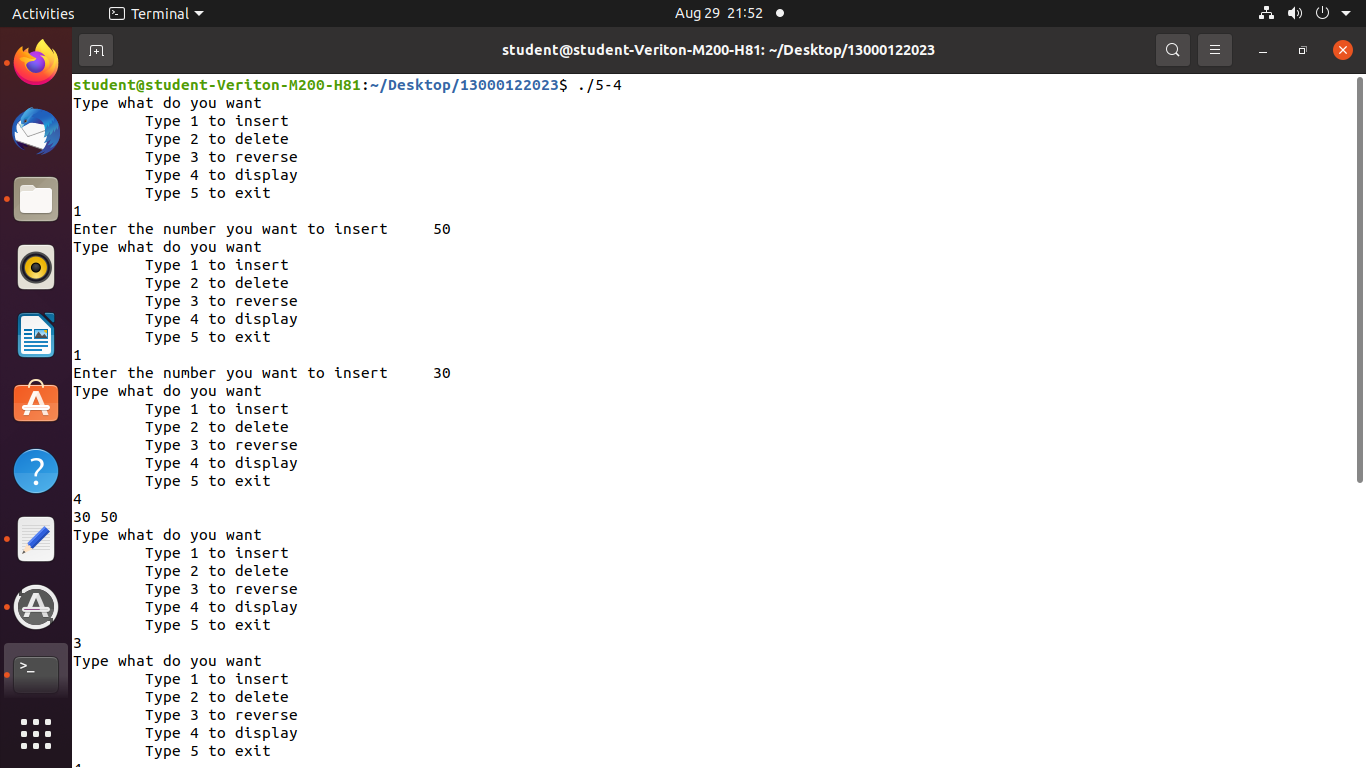 Activities
Terminal
Aug 29 21:52
student@student-Veriton-M200-H81: ~/Desktop/13000122023
student@student-Veriton-M200-H81:~/Desktop/13000122023$ ./5-4
Type what do you want
Type 1 to insert
Type 2 to delete
Type 3 to reverse
Type 4 to display
Type 5 to exit
1
Enter the number you want to insert 50
Type what do you want
Type 1 to insert
Type 2 to delete
Type 3 to reverse
Type 4 to display
Type 5 to exit
1
Enter the number you want to insert 30
Type what do you want
Type 1 to insert
Type 2 to delete
Type 3 to reverse
Type 4 to display
Type 5 to exit
4
30 50
Type what do you want
Type 1 to insert
Type 2 to delete
Type 3 to reverse
Type 4 to display
Type 5 to exit
3
Type what do you want
Type 1 to insert
Type 2 to delete
Type 3 to reverse
Type 4 to display
Type 5 to exit